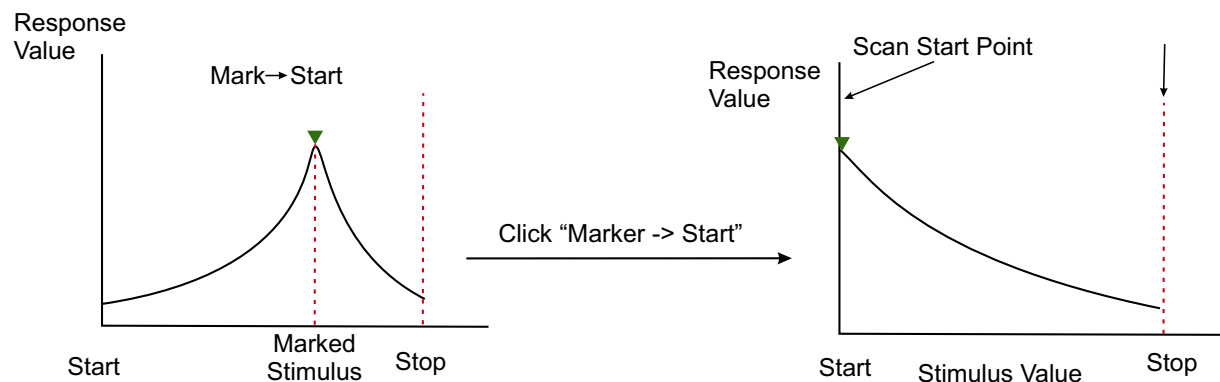 Response
Value
Mark→Start
Start
Marked
Stimulus
Stop
Click “Marker -> Start”
Scan Start Point
Response
Value
Start
Stimulus Value
Stop